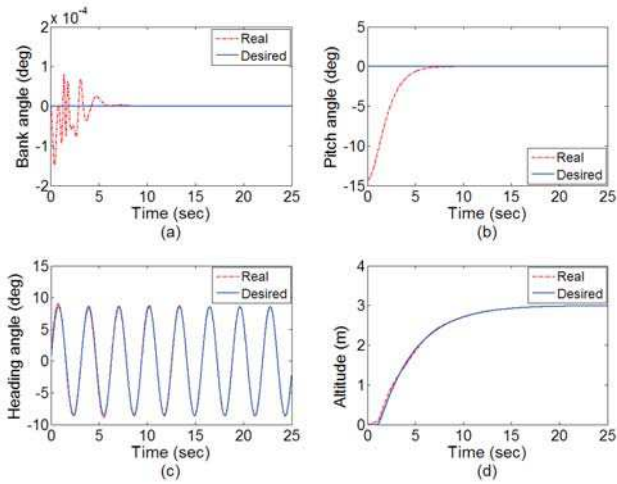 x 10⁻⁴
2
1
0
-1
-2
Bank angle (deg)
Real
Desired
0 5 10 15 20 25
Time (sec)
(a)
5
0
-5
-10
-15
Pitch angle (deg)
Real
Desired
0 5 10 15 20 25
Time (sec)
(b)
15
10
5
0
-5
-10
Heading angle (deg)
Real
Desired
0 5 10 15 20 25
Time (sec)
(c)
4
3
2
1
0
Altitude (m)
Real
Desired
0 5 10 15 20 25
Time (sec)
(d)